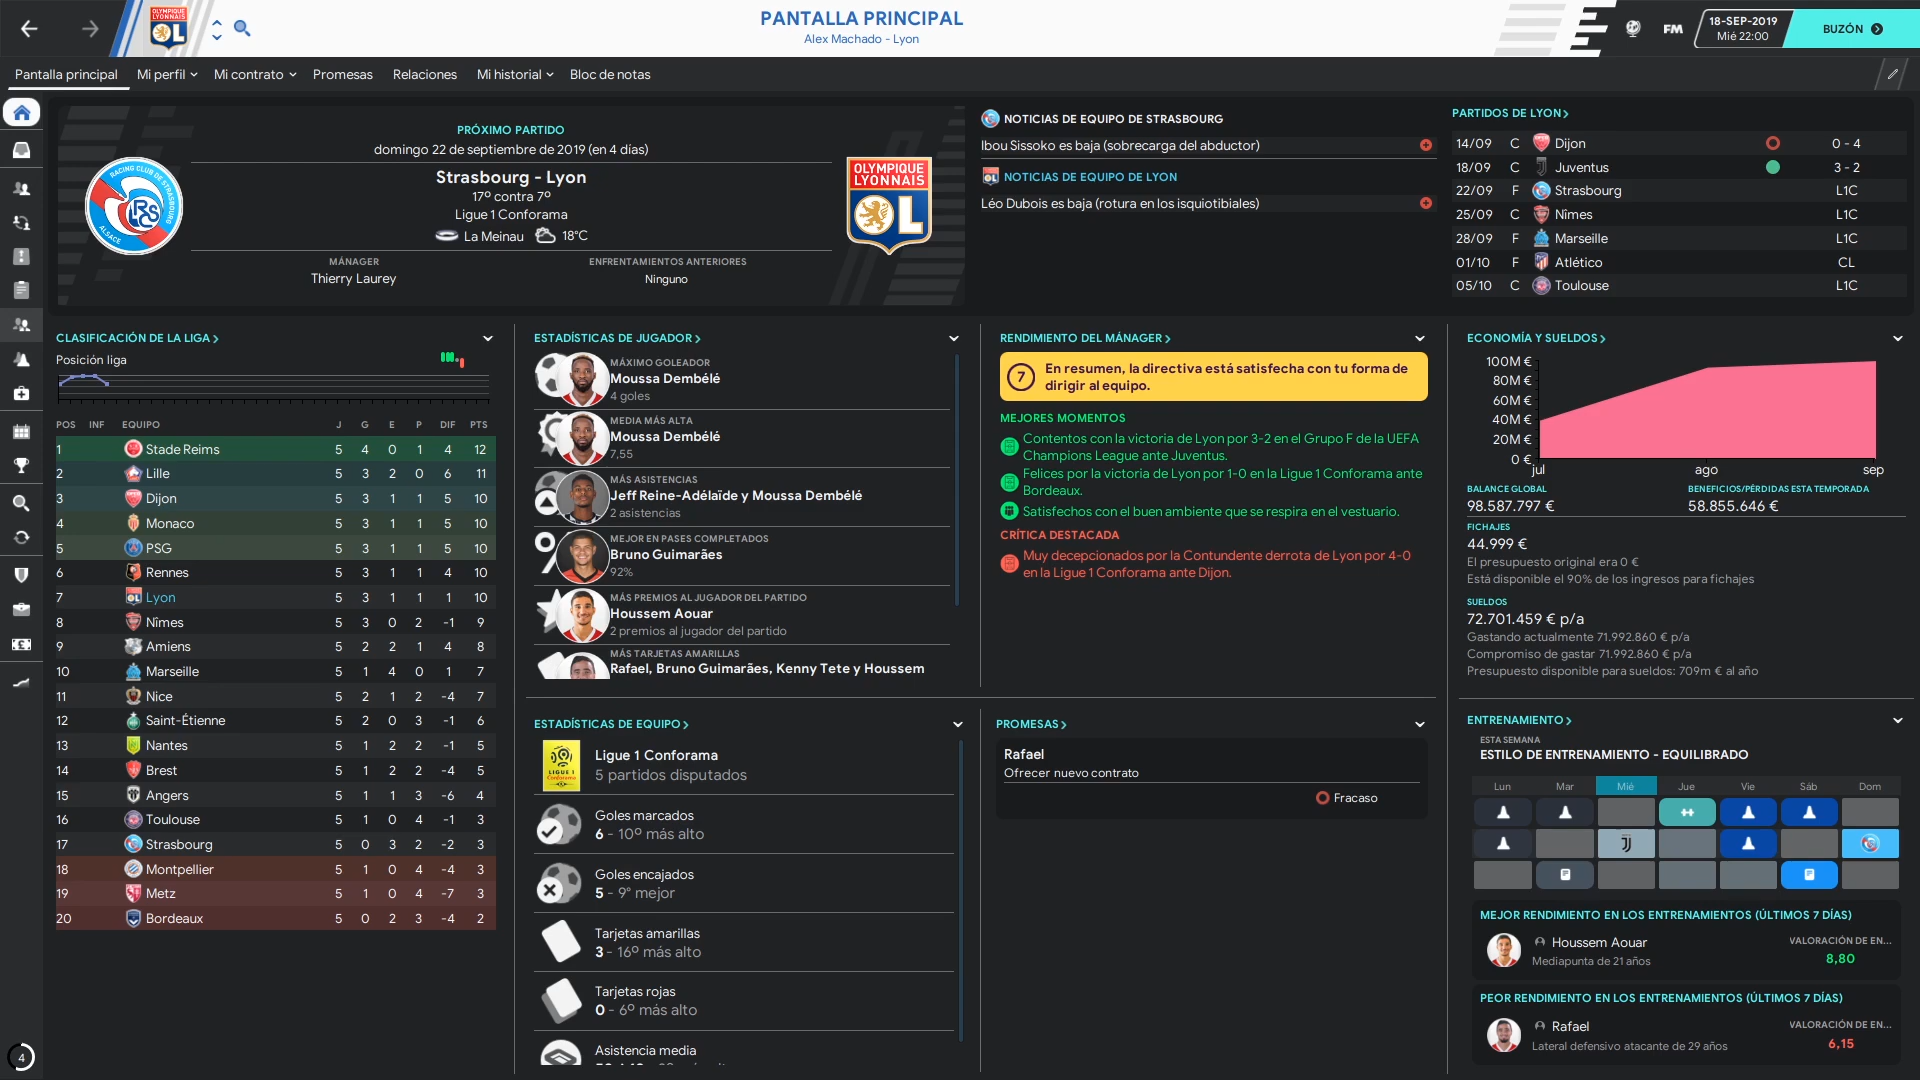 PANTALLA PRINCIPAL
Alex Machado - Lyon
FM
18-SEP-2019
Mié 22:00
BUZÓN
Pantalla principal
Mi perfil
Mi contrato
Promesas
Relaciones
Mi historial
Bloc de notas
PRÓXIMO PARTIDO
domingo 22 de septiembre de 2019 (en 4 días)
Strasbourg - Lyon
17º contra 7º
Ligue 1 Conforama
La Meinau 18°C
MÁNAGER
Thierry Laurey
ENFRENTAMIENTOS ANTERIORES
Ninguno
RACING CLUB DE STRASBOURG
ALSACE
OLYMPIQUE
LYONNAIS
OL
NOTICIAS DE EQUIPO DE STRASBOURG
Ibou Sissoko es baja (sobrecarga del abductor)
NOTICIAS DE EQUIPO DE LYON
Léo Dubois es baja (rotura en los isquiotibiales)
PARTIDOS DE LYON
14/09 C Dijon 0 - 4
18/09 C Juventus 3 - 2
22/09 F Strasbourg L1C
25/09 C Nîmes L1C
28/09 F Marseille L1C
01/10 F Atlético CL
05/10 C Toulouse L1C
CLASIFICACIÓN DE LA LIGA
Posición liga
POS INF EQUIPO J G E P DIF PTS
1 Stade Reims 5 4 0 1 4 12
2 Lille 5 3 2 0 6 11
3 Dijon 5 3 1 1 5 10
4 Monaco 5 3 1 1 5 10
5 PSG 5 3 1 1 5 10
6 Rennes 5 3 1 1 4 10
7 Lyon 5 3 1 1 1 10
8 Nîmes 5 3 0 2 -1 9
9 Amiens 5 2 2 1 4 8
10 Marseille 5 1 4 0 1 7
11 Nice 5 2 1 2 -4 7
12 Saint-Étienne 5 2 0 3 -1 6
13 Nantes 5 1 2 2 -1 5
14 Brest 5 1 2 2 -4 5
15 Angers 5 1 1 3 -6 4
16 Toulouse 5 1 0 4 -1 3
17 Strasbourg 5 0 3 2 -2 3
18 Montpellier 5 1 0 4 -4 3
19 Metz 5 1 0 4 -7 3
20 Bordeaux 5 0 2 3 -4 2
4
ESTADÍSTICAS DE JUGADOR
MÁXIMO GOLEADOR
Moussa Dembélé
4 goles
MEDIA MÁS ALTA
Moussa Dembélé
7,55
MÁS ASISTENCIAS
Jeff Reine-Adélaïde y Moussa Dembélé
2 asistencias
MEJOR EN PASES COMPLETADOS
Bruno Guimarães
92%
MÁS PREMIOS AL JUGADOR DEL PARTIDO
Houssem Aouar
2 premios al jugador del partido
MÁS TARJETAS AMARILLAS
Rafael, Bruno Guimarães, Kenny Tete y Houssem
ESTADÍSTICAS DE EQUIPO
Ligue 1 Conforama
5 partidos disputados
Goles marcados
6 - 10º más alto
Goles encajados
5 - 9º mejor
Tarjetas amarillas
3 - 16º más alto
Tarjetas rojas
0 - 6º más alto
Asistencia media
RENDIMIENTO DEL MÁNAGER
7
En resumen, la directiva está satisfecha con tu forma de
dirigir al equipo.
MEJORES MOMENTOS
Contentos con la victoria de Lyon por 3-2 en el Grupo F de la UEFA
Champions League ante Juventus.
Felices por la victoria de Lyon por 1-0 en la Ligue 1 Conforama ante
Bordeaux.
Satisfechos con el buen ambiente que se respira en el vestuario.
CRÍTICA DESTACADA
Muy decepcionados por la Contundente derrota de Lyon por 4-0
en la Ligue 1 Conforama ante Dijon.
PROMESAS
Rafael
Ofrecer nuevo contrato
Fracaso
ECONOMÍA Y SUELDOS
100M €
80M €
60M €
40M €
20M €
0 €
jul ago sep
BALANCE GLOBAL
98.587.797 €
BENEFICIOS/PÉRDIDAS ESTA TEMPORADA
58.855.646 €
FICHAJES
44.999 €
El presupuesto original era 0 €
Está disponible el 90% de los ingresos para fichajes
SUELDOS
72.701.459 € p/a
Gastando actualmente 71.992.860 € p/a
Compromiso de gastar 71.992.860 € p/a
Presupuesto disponible para sueldos: 709m € al año
ENTRENAMIENTO
ESTA SEMANA
ESTILO DE ENTRENAMIENTO - EQUILIBRADO
Lun Mar Mié Jue Vie Sáb Dom
MEJOR RENDIMIENTO EN LOS ENTRENAMIENTOS (ÚLTIMOS 7 DÍAS)
Houssem Aouar
Mediapunta de 21 años
VALORACIÓN DE EN...
8,80
PEOR RENDIMIENTO EN LOS ENTRENAMIENTOS (ÚLTIMOS 7 DÍAS)
Rafael
Lateral defensivo atacante de 29 años
VALORACIÓN DE EN...
6,15